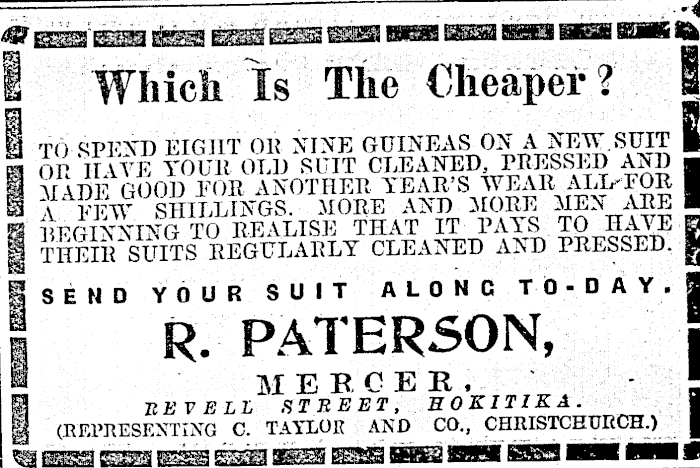 Which Is The Cheaper?
TO SPEND EIGHT OR NINE GUINEAS ON A NEW SUIT
OR HAVE YOUR OLD SUIT CLEANED, PRESSED AND
MADE GOOD FOR ANOTHER YEAR'S WEAR ALL FOR
A FEW SHILLINGS. MORE AND MORE MEN ARE
BEGINNING TO REALISE THAT IT PAYS TO HAVE
THEIR SUITS REGULARLY CLEANED AND PRESSED.
SEND YOUR SUIT ALONG TO-DAY.
R. PATERSON,
MERCER,
REVELL STREET, HOKITIKA.
(REPRESENTING C. TAYLOR AND CO., CHRISTCHURCH.)